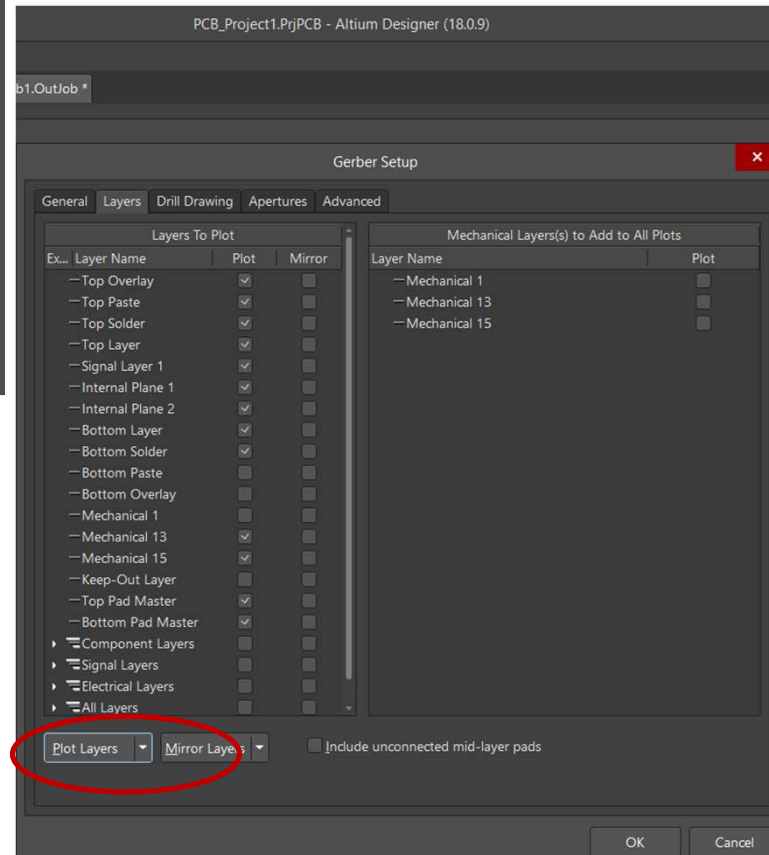 PCB_Project1.PrjPCB - Altium Designer (18.0.9)
b1.OutJob *
Gerber Setup
General Layers Drill Drawing Apertures Advanced
Layers To Plot
Ex... Layer Name Plot Mirror
Top Overlay
Top Paste
Top Solder
Top Layer
Signal Layer 1
Internal Plane 1
Internal Plane 2
Bottom Layer
Bottom Solder
Bottom Paste
Bottom Overlay
Mechanical 1
Mechanical 13
Mechanical 15
Keep-Out Layer
Top Pad Master
Bottom Pad Master
Component Layers
Signal Layers
Electrical Layers
All Layers
Mechanical Layers(s) to Add to All Plots
Layer Name Plot
Mechanical 1
Mechanical 13
Mechanical 15
Plot Layers Mirror Layers Include unconnected mid-layer pads
OK Cancel